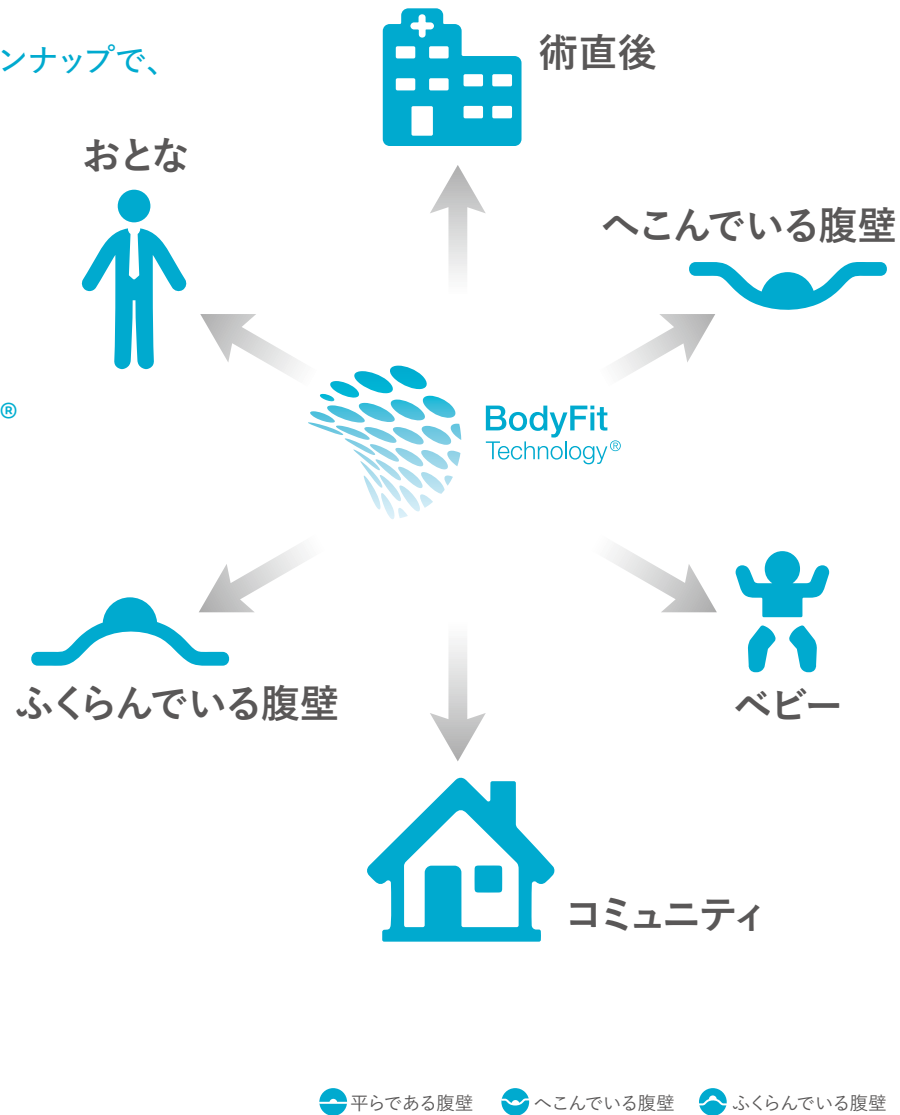 ンナップで、
術直後
おとな
へこんでいる腹壁
®
BodyFit
Technology®
ふくらんでいる腹壁
ベビー
コミュニティ
平らである腹壁 へこんでいる腹壁 ふくらんでいる腹壁